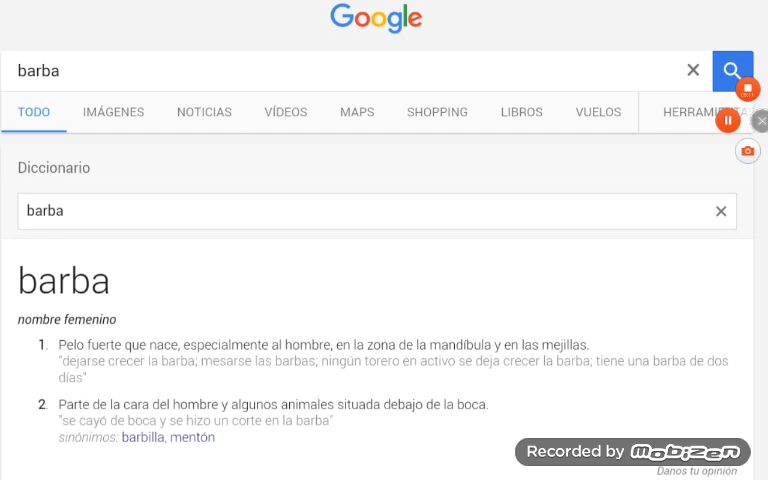 Google
barba
TODO IMÁGENES NOTICIAS VÍDEOS MAPS SHOPPING LIBROS VUELOS
Diccionario
barba
barba
nombre femenino
1. Pelo fuerte que nace, especialmente al hombre, en la zona de la mandíbula y en las mejillas.
"dejarse crecer la barba; mesarse las barbas; ningún torero en activo se deja crecer la barba; tiene una barba de dos
días"
2. Parte de la cara del hombre y algunos animales situada debajo de la boca.
"se cayó de boca y se hizo un corte en la barba"
sinónimos: barbilla, mentón
Recorded by mobizen
Danos tu opinión